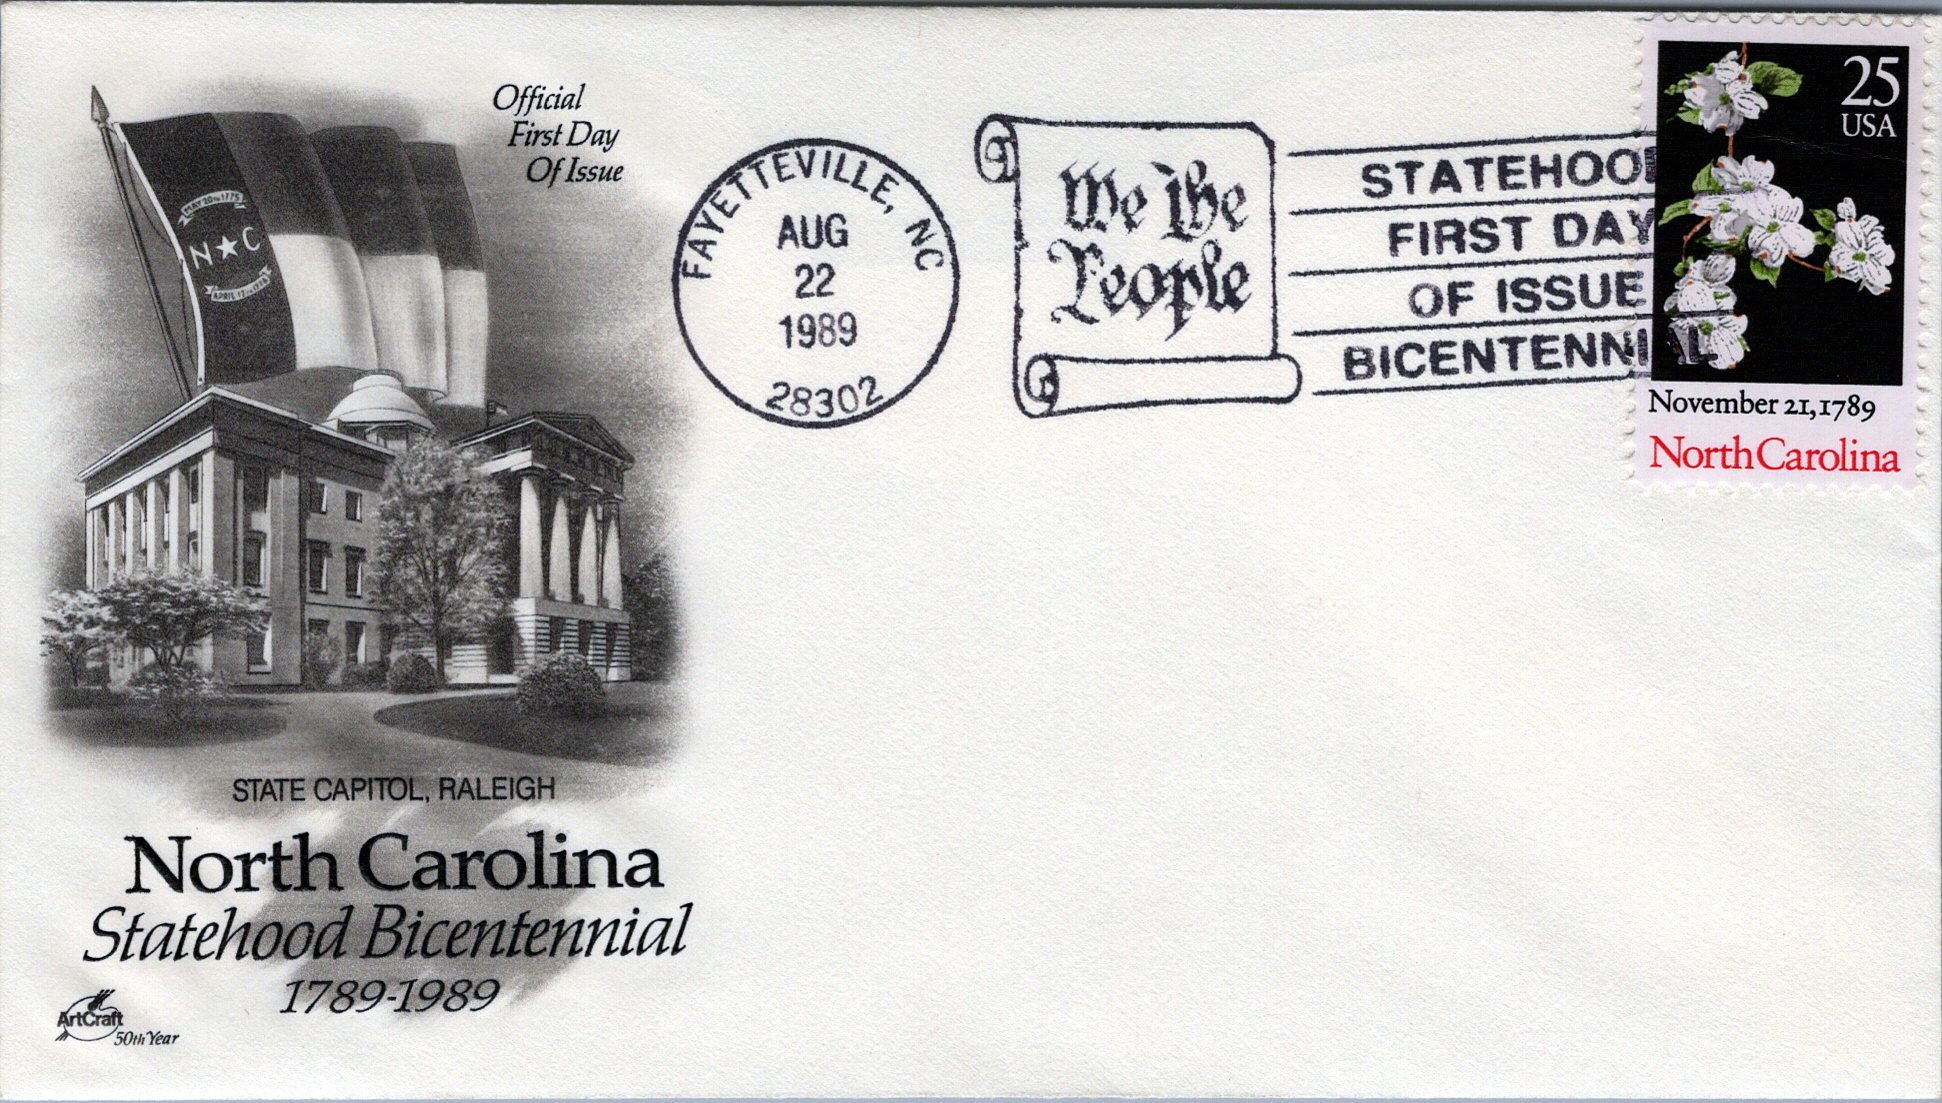 Official
First Day
Of Issue
MAY 20TH 1775
N★C
APRIL 12TH 1776
STATE CAPITOL, RALEIGH
North Carolina
Statehood Bicentennial
1789-1989
ArtCraft
50th Year
FAYETTEVILLE, NC
AUG
22
1989
28302
We the
People
STATEHOOD
FIRST DAY
OF ISSUE
BICENTENNIAL
25
USA
November 21, 1789
North Carolina